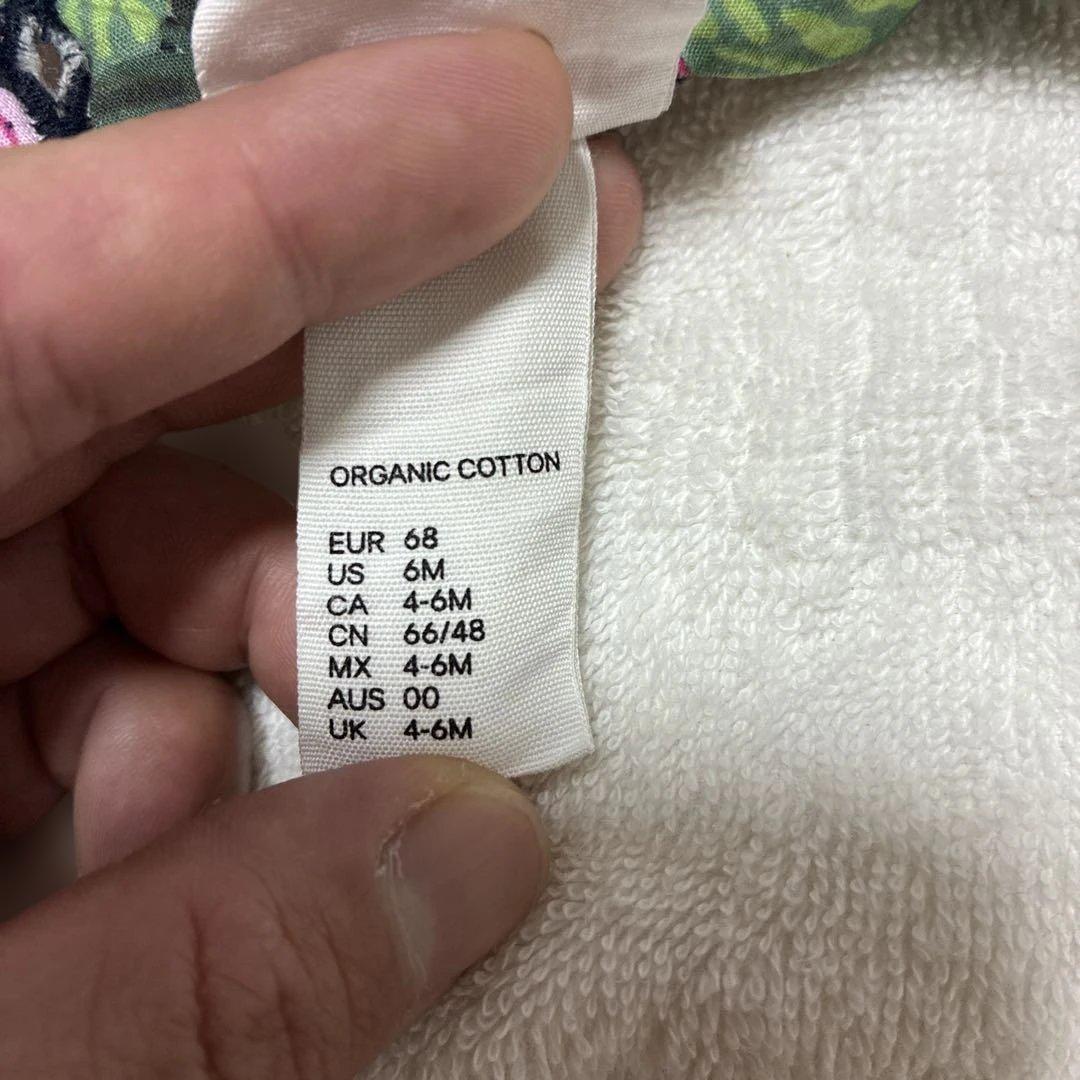 ORGANIC COTTON
EUR 68
US 6M
CA 4-6M
CN 66/48
MX 4-6M
AUS 00
UK 4-6M